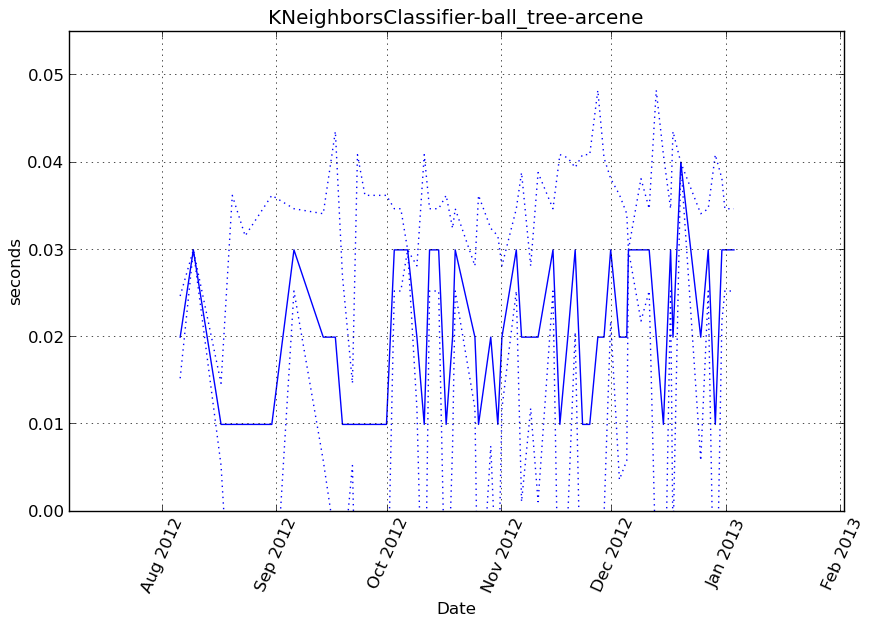 KNeighborsClassifier-ball_tree-arcene
0.05
0.04
0.03
0.02
0.01
0.00
seconds
Aug 2012
Sep 2012
Oct 2012
Nov 2012
Dec 2012
Jan 2013
Feb 2013
Date